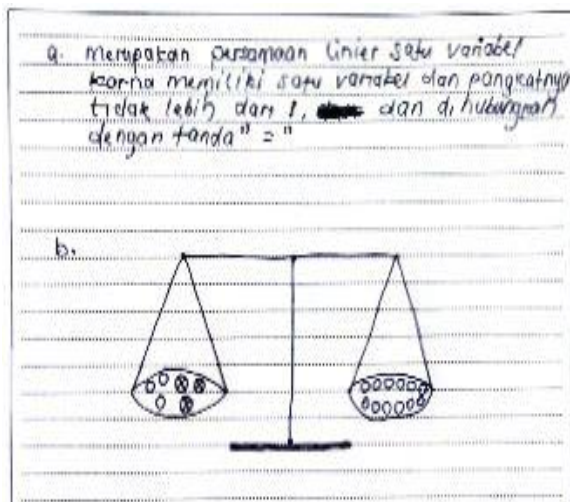 a. merupakan persamaan linier satu variabel
karna memiliki satu variabel dan pangkatnya
tidak lebih dari 1, dan dihubungkan
dengan tanda " = "
b.